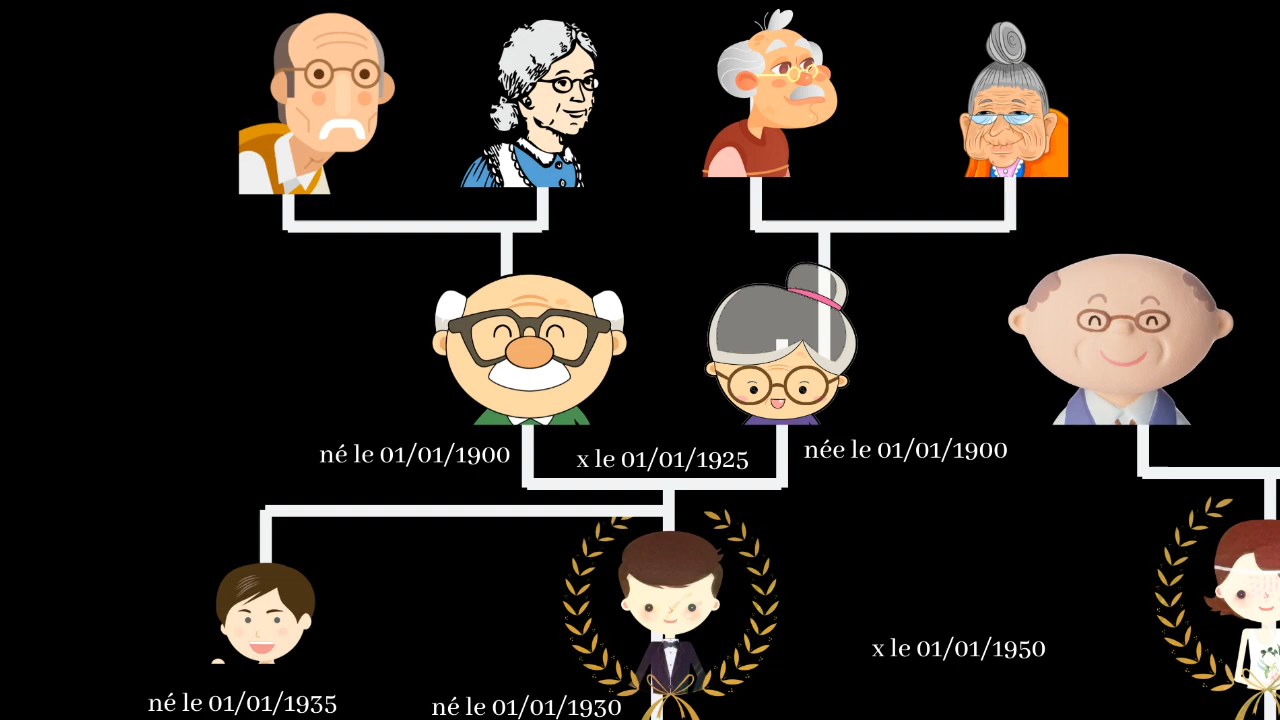 né le 01/01/1900
x le 01/01/1925
née le 01/01/1900
x le 01/01/1950
né le 01/01/1935
né le 01/01/1930